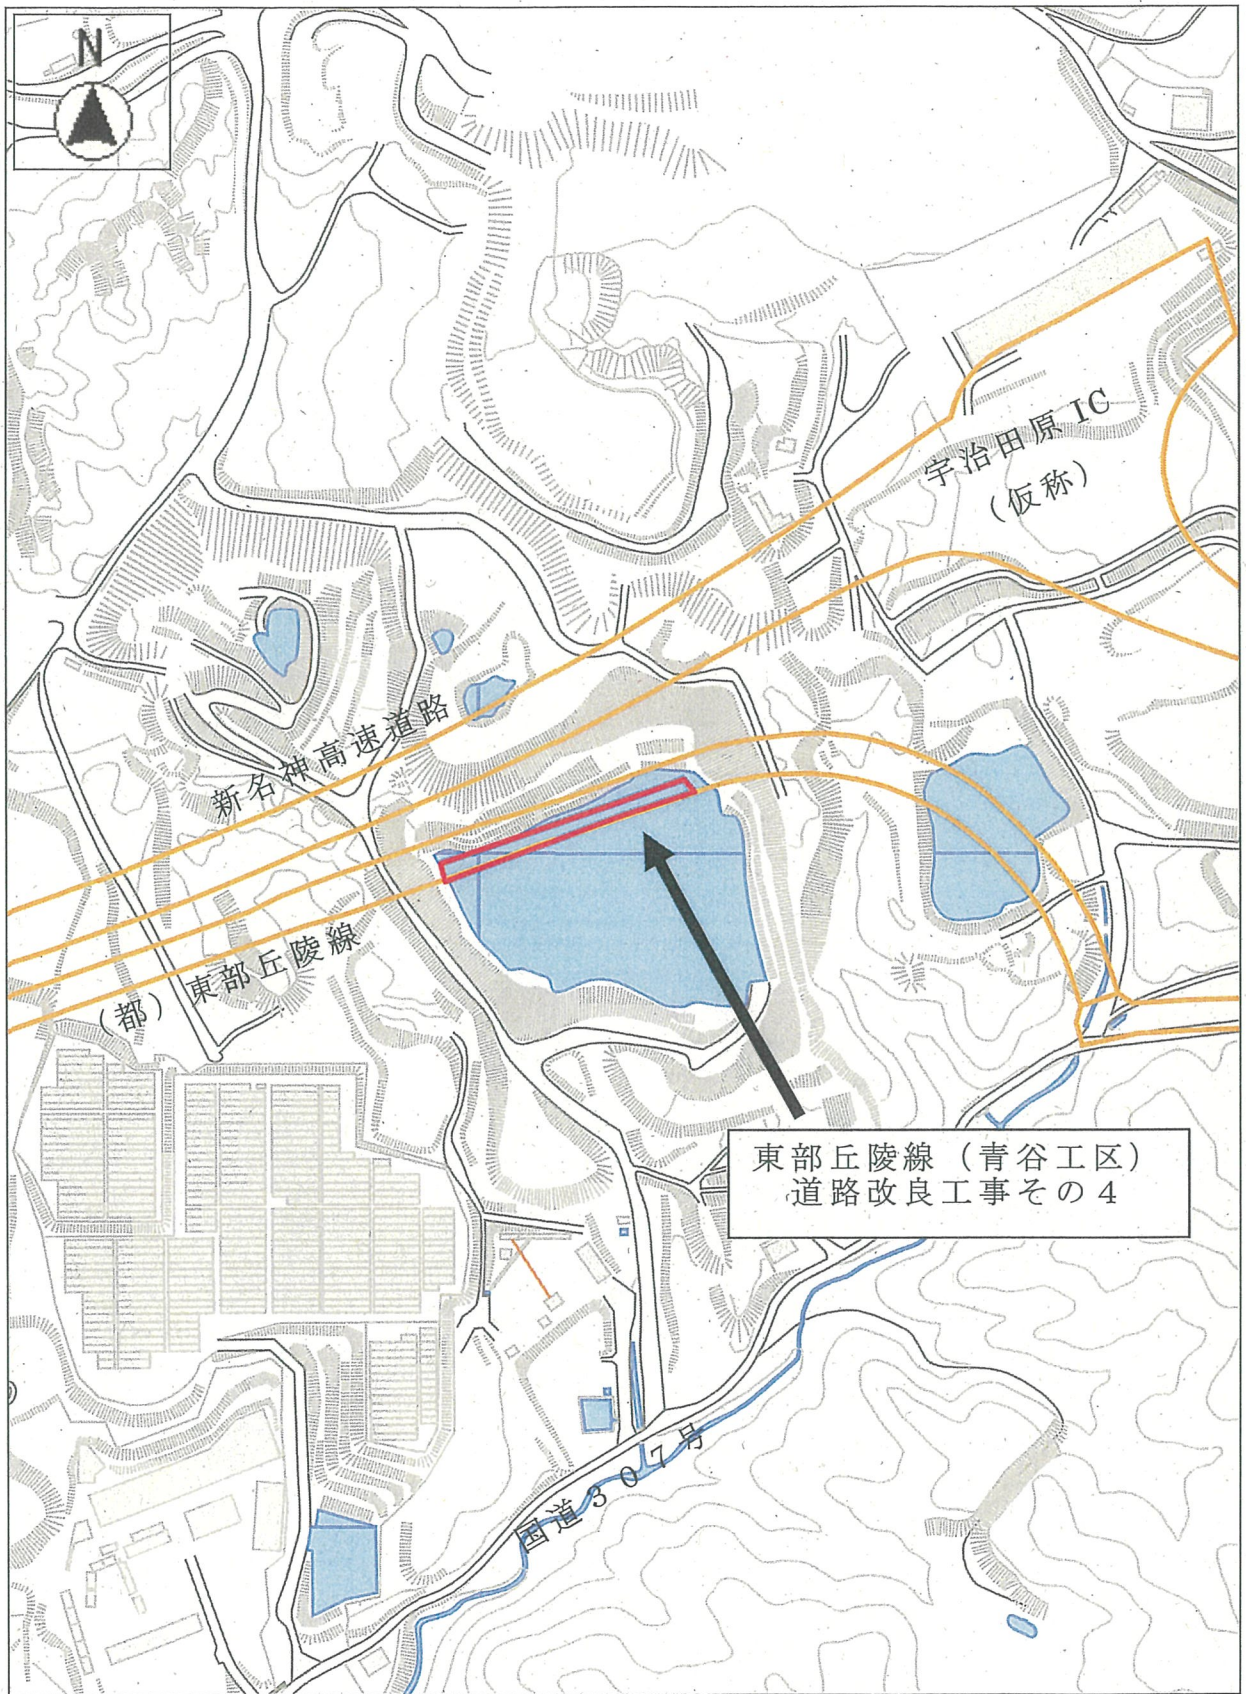 N
宇治田原IC
（仮称）
新名神高速道路
（都）東部丘陵線
東部丘陵線（青谷工区）
道路改良工事その４
国道３０７号